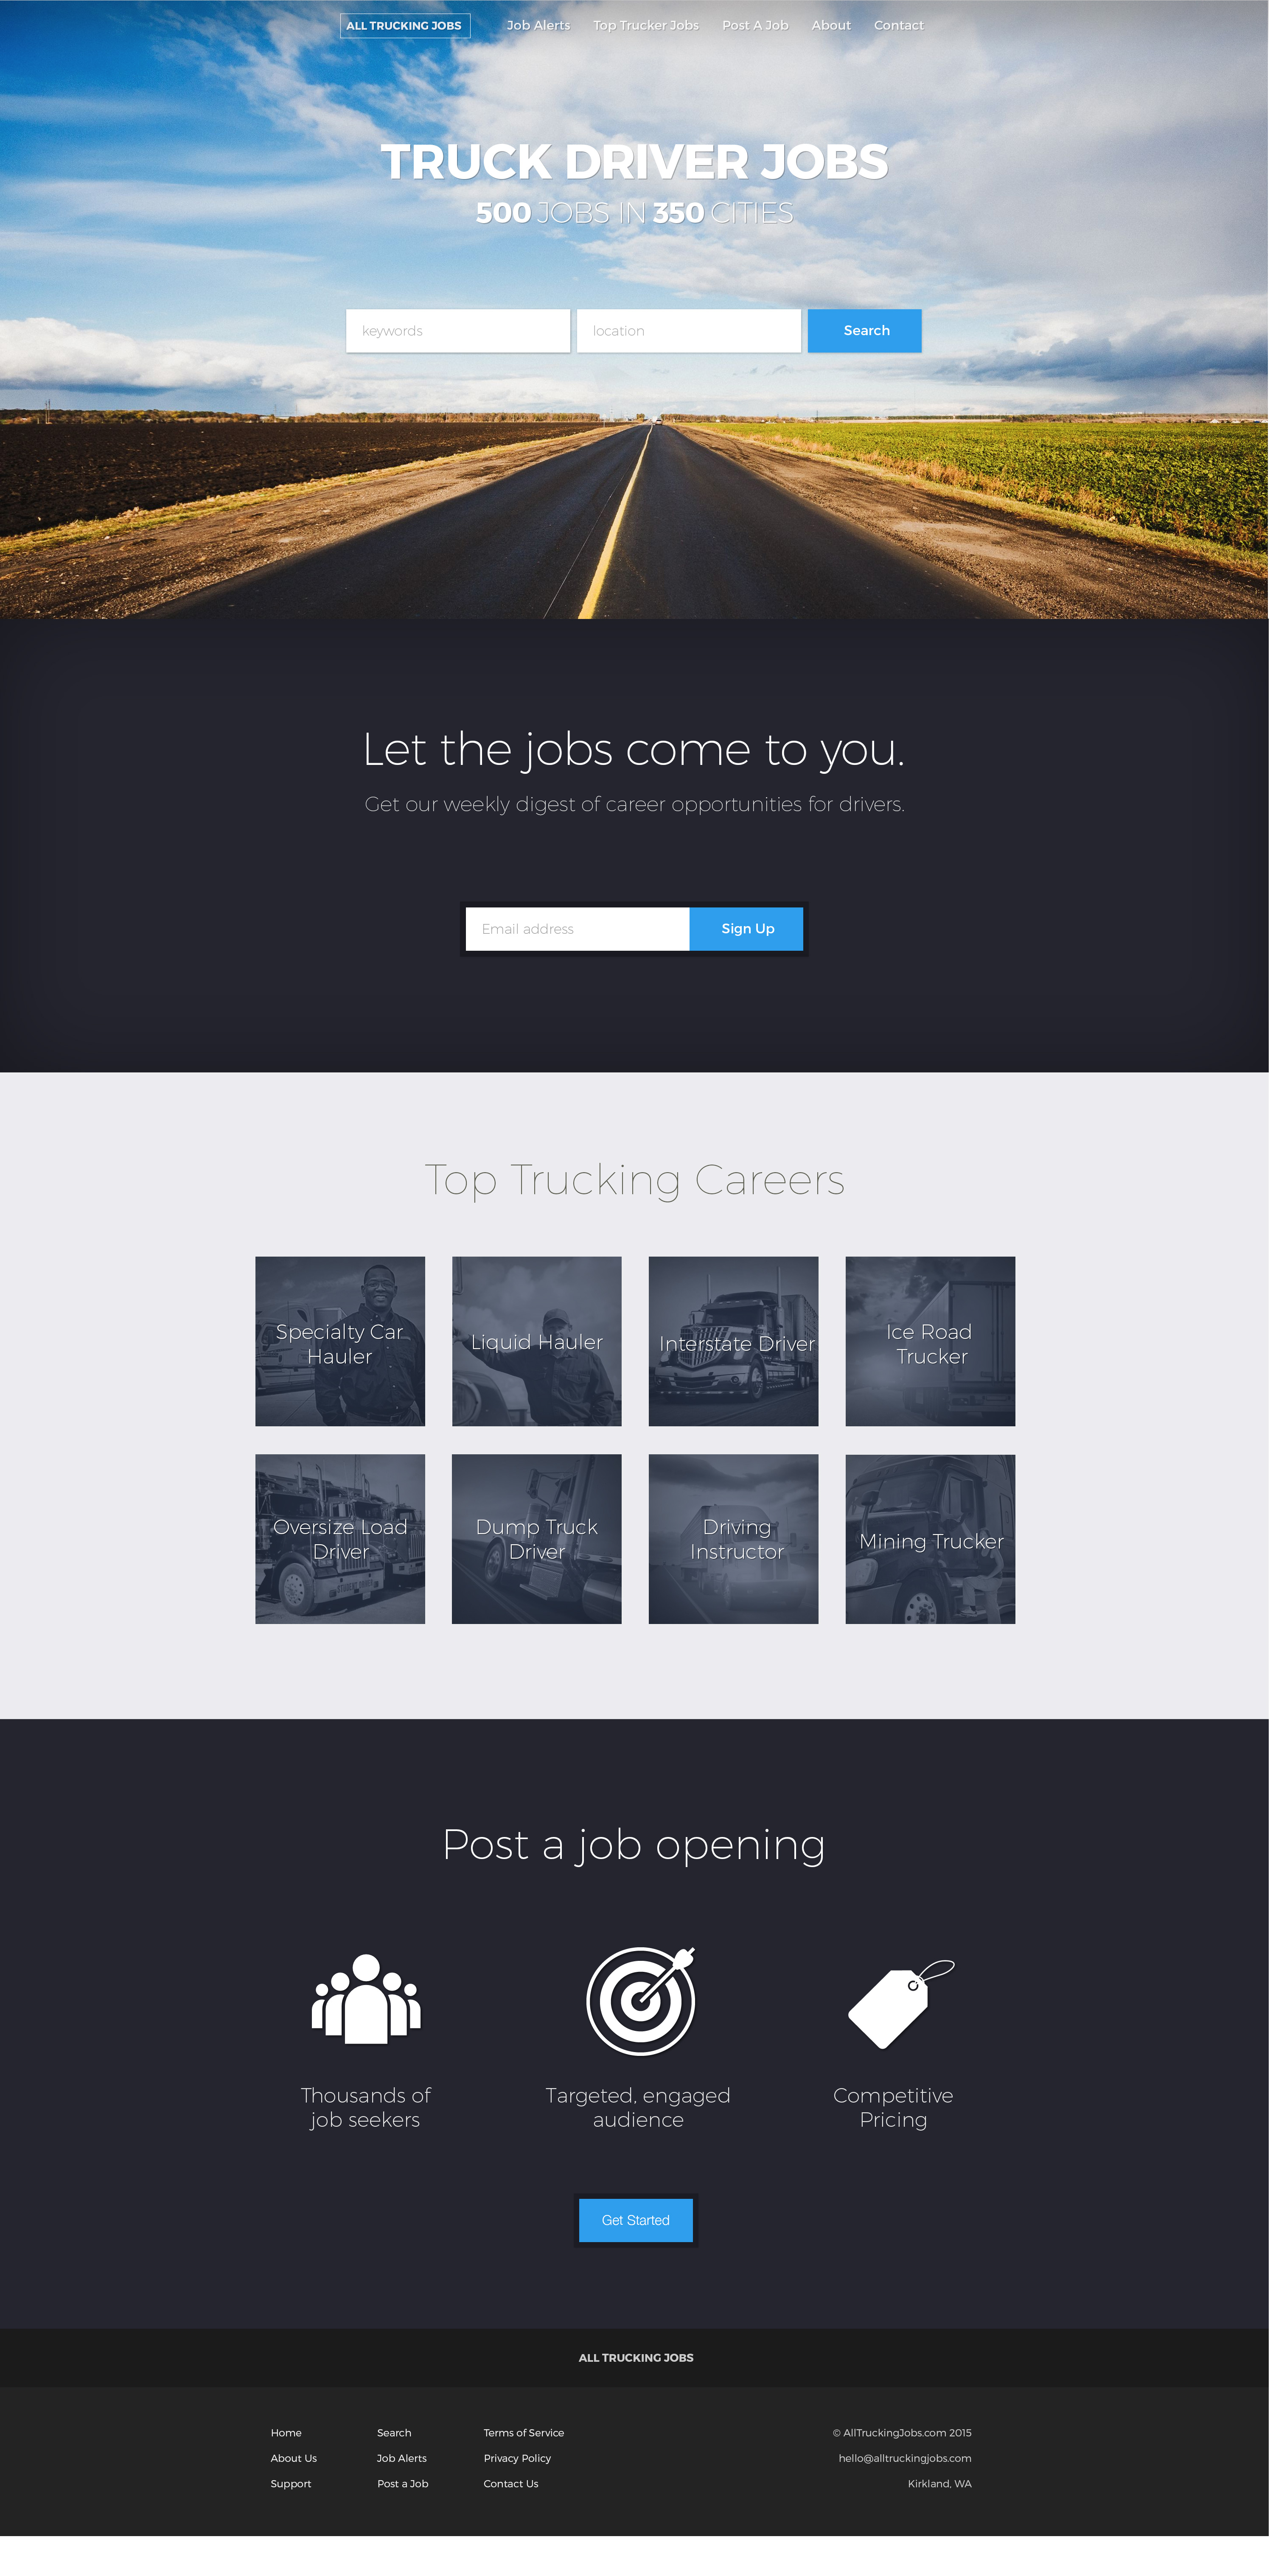 ALL TRUCKING JOBS
Job Alerts Top Trucker Jobs Post A Job About Contact
TRUCK DRIVER JOBS
500 JOBS IN 350 CITIES
keywords
location
Search
Let the jobs come to you.
Get our weekly digest of career opportunities for drivers.
Email address
Sign Up
Top Trucking Careers
Specialty Car
Hauler
Liquid Hauler
Interstate Driver
Ice Road
Trucker
Oversize Load
Driver
Dump Truck
Driver
Driving
Instructor
Mining Trucker
Post a job opening
Thousands of
job seekers
Targeted, engaged
audience
Competitive
Pricing
Get Started
ALL TRUCKING JOBS
Home
About Us
Support
Search
Job Alerts
Post a Job
Terms of Service
Privacy Policy
Contact Us
© AllTruckingJobs.com 2015
hello@alltruckingjobs.com
Kirkland, WA